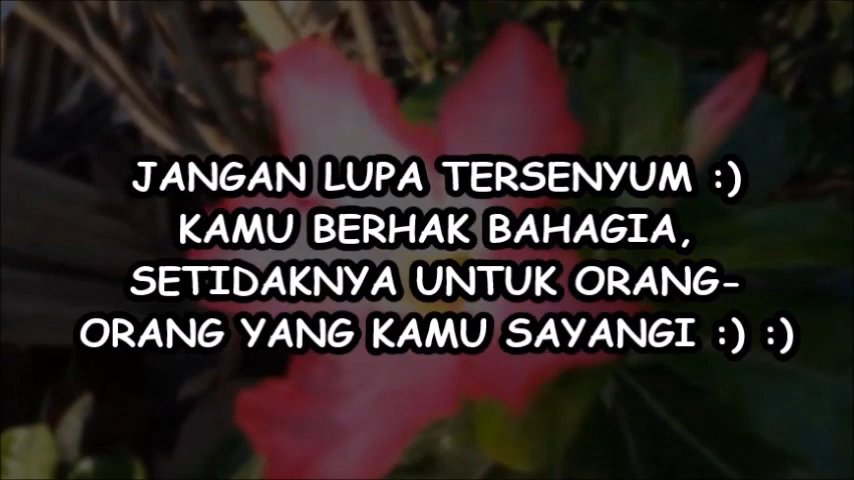 JANGAN LUPA TERSENYUM :)
KAMU BERHAK BAHAGIA,
SETIDAKNYA UNTUK ORANG-
ORANG YANG KAMU SAYANGI :) :)